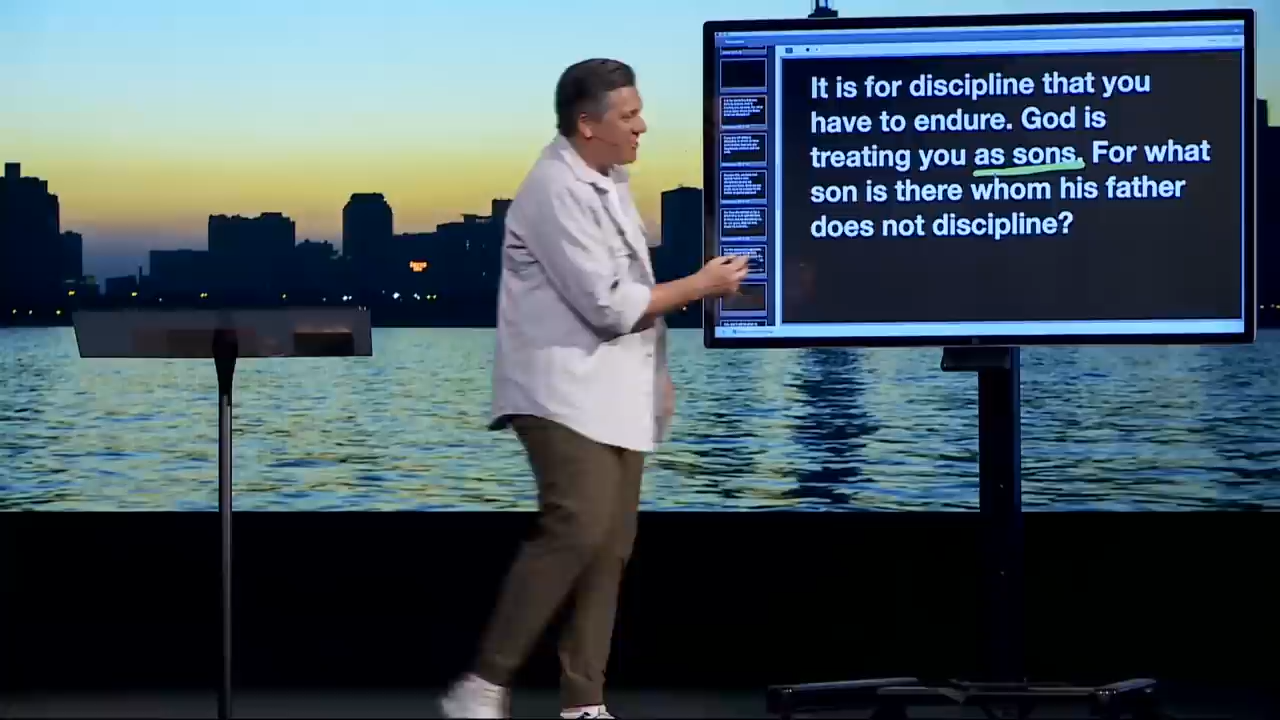 It is for discipline that you
have to endure. God is
treating you as sons. For what
son is there whom his father
does not discipline?